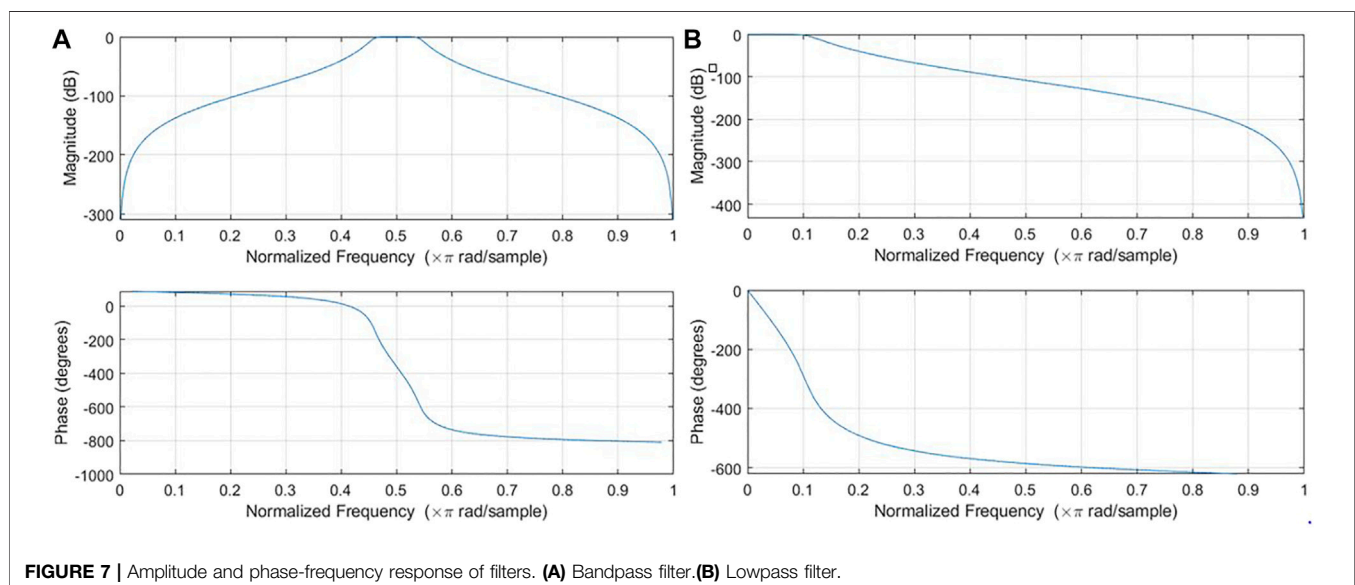 A
0
-100
-200
-300
Magnitude (dB)
0 0.1 0.2 0.3 0.4 0.5 0.6 0.7 0.8 0.9 1
Normalized Frequency (×π rad/sample)
0
-200
-400
-600
-800
-1000
Phase (degrees)
0 0.1 0.2 0.3 0.4 0.5 0.6 0.7 0.8 0.9 1
Normalized Frequency (×π rad/sample)
B
0
-100
-200
-300
-400
Magnitude (dB)
0 0.1 0.2 0.3 0.4 0.5 0.6 0.7 0.8 0.9 1
Normalized Frequency (×π rad/sample)
0
-200
-400
-600
Phase (degrees)
0 0.1 0.2 0.3 0.4 0.5 0.6 0.7 0.8 0.9 1
Normalized Frequency (×π rad/sample)
FIGURE 7 | Amplitude and phase-frequency response of filters. (A) Bandpass filter.(B) Lowpass filter.